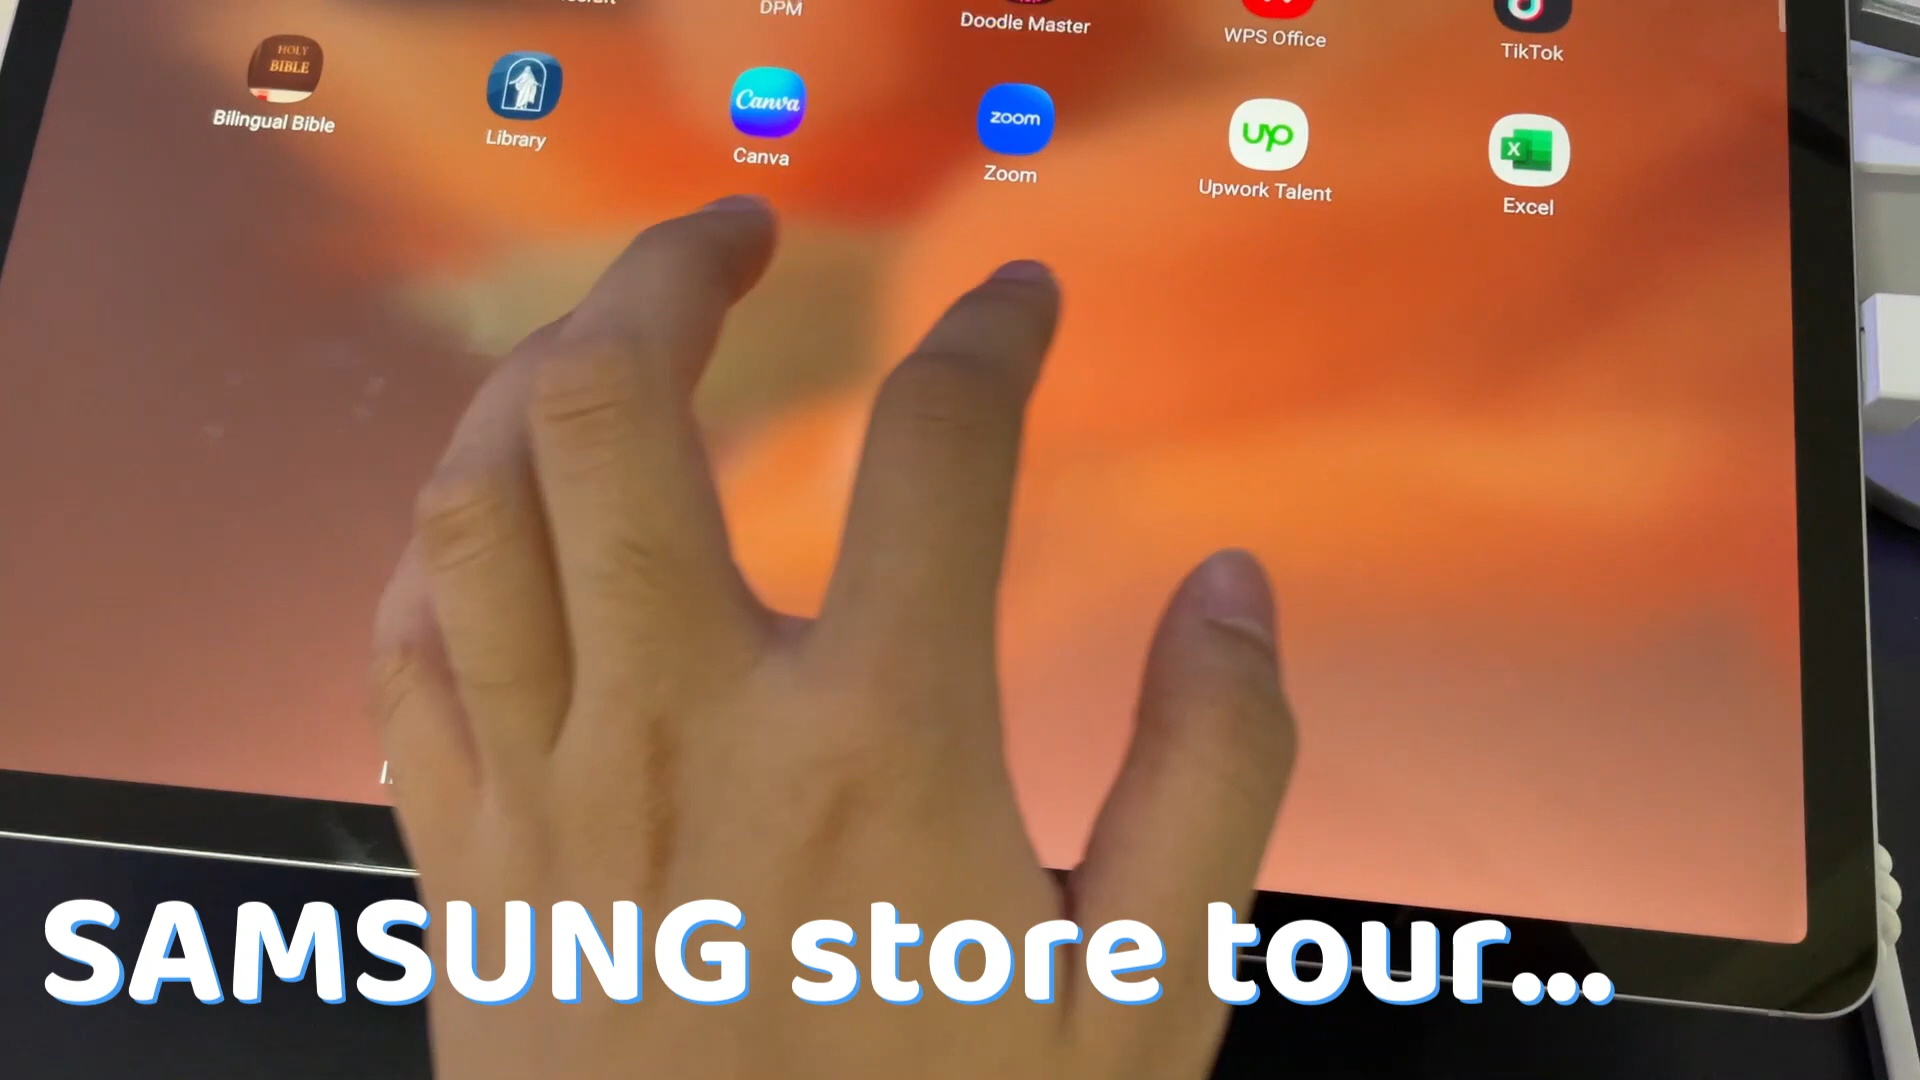 DPM
Doodle Master
WPS Office
TikTok
HOLY
BIBLE
Canva
zoom
up
X
Bilingual Bible
Library
Canva
Zoom
Upwork Talent
Excel
SAMSUNG store tour...